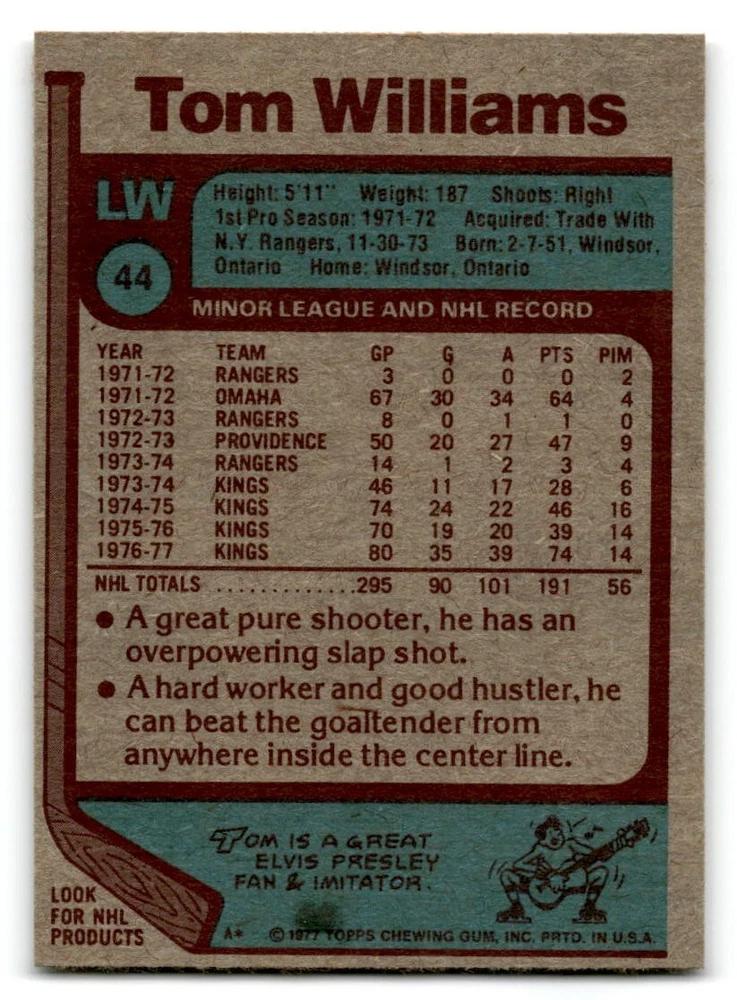 Tom Williams
LW
44
Height: 5'11" Weight: 187 Shoots: Right
1st Pro Season: 1971-72 Acquired: Trade With
N.Y. Rangers, 11-30-73 Born: 2-7-51, Windsor,
Ontario Home: Windsor, Ontario
MINOR LEAGUE AND NHL RECORD
YEAR TEAM GP G A PTS PIM
1971-72 RANGERS 3 0 0 0 2
1971-72 OMAHA 67 30 34 64 4
1972-73 RANGERS 8 0 1 1 0
1972-73 PROVIDENCE 50 20 27 47 9
1973-74 RANGERS 14 1 2 3 4
1973-74 KINGS 46 11 17 28 6
1974-75 KINGS 74 24 22 46 16
1975-76 KINGS 70 19 20 39 14
1976-77 KINGS 80 35 39 74 14
NHL TOTALS .............295 90 101 191 56
● A great pure shooter, he has an
overpowering slap shot.
● A hard worker and good hustler, he
can beat the goaltender from
anywhere inside the center line.
TOM IS A GREAT
ELVIS PRESLEY
FAN & IMITATOR.
LOOK
FOR NHL
PRODUCTS
A* © 1977 TOPPS CHEWING GUM, INC. PRTD. IN U.S.A.